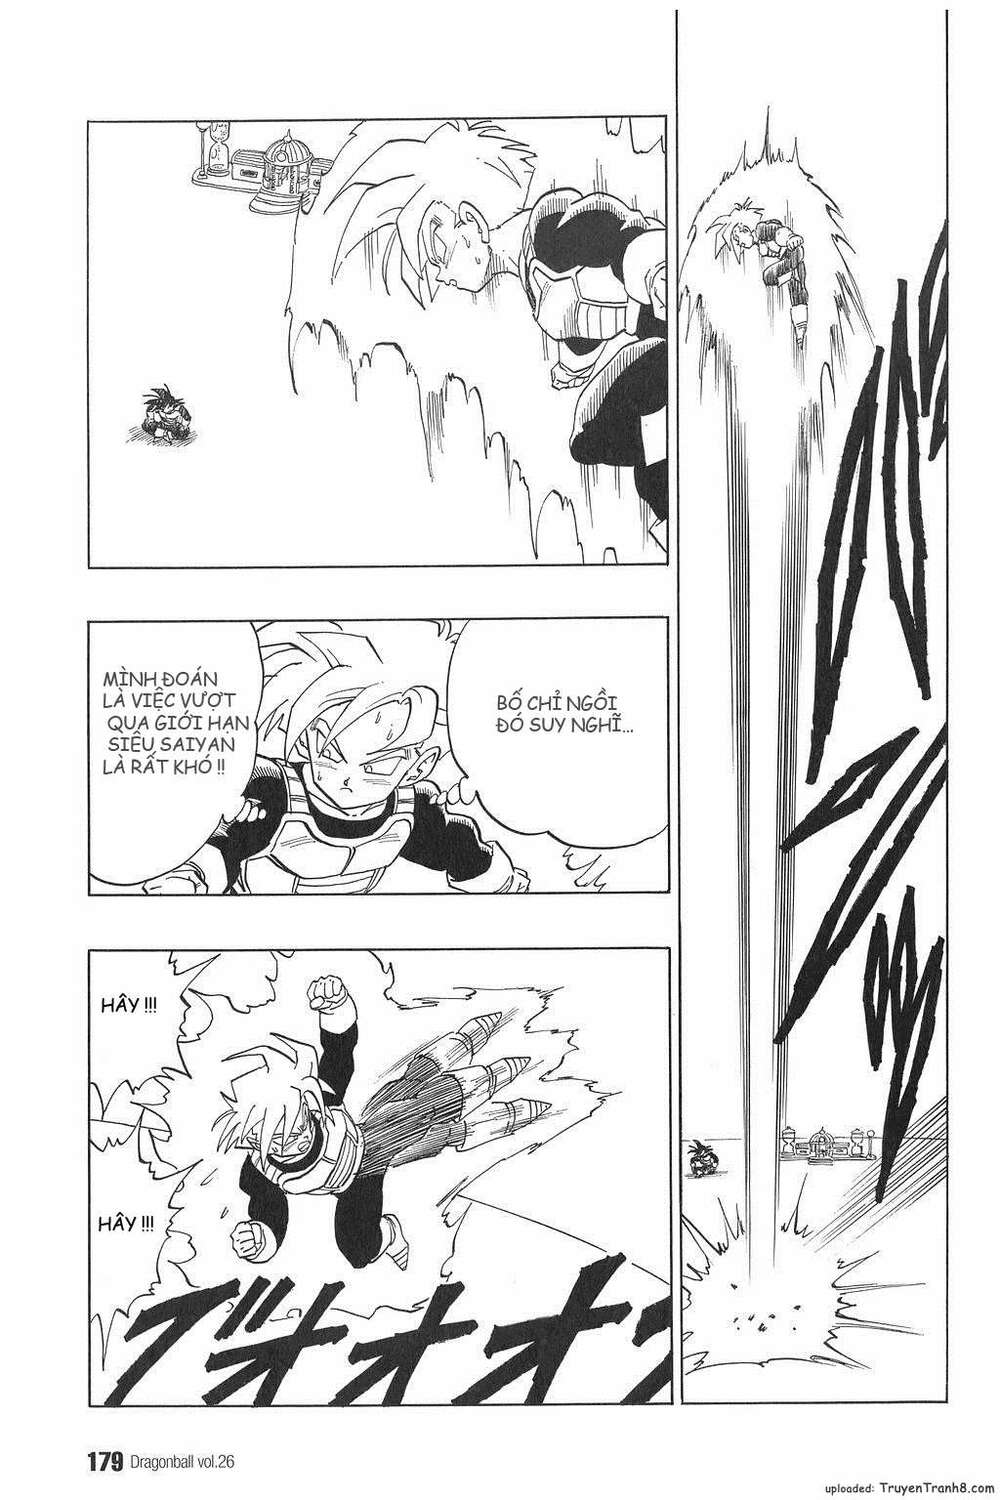 BỐ CHỈ NGỒI
ĐÓ SUY NGHĨ...
MÌNH ĐOÁN
LÀ VIỆC VƯỢT
QUA GIỚI HẠN
SIÊU SAIYAN
LÀ RẤT KHÓ !!
HÂY !!!
HÂY !!!
ブオオオオ
179 Dragonball vol.26
uploaded: TruyenTranh8.com